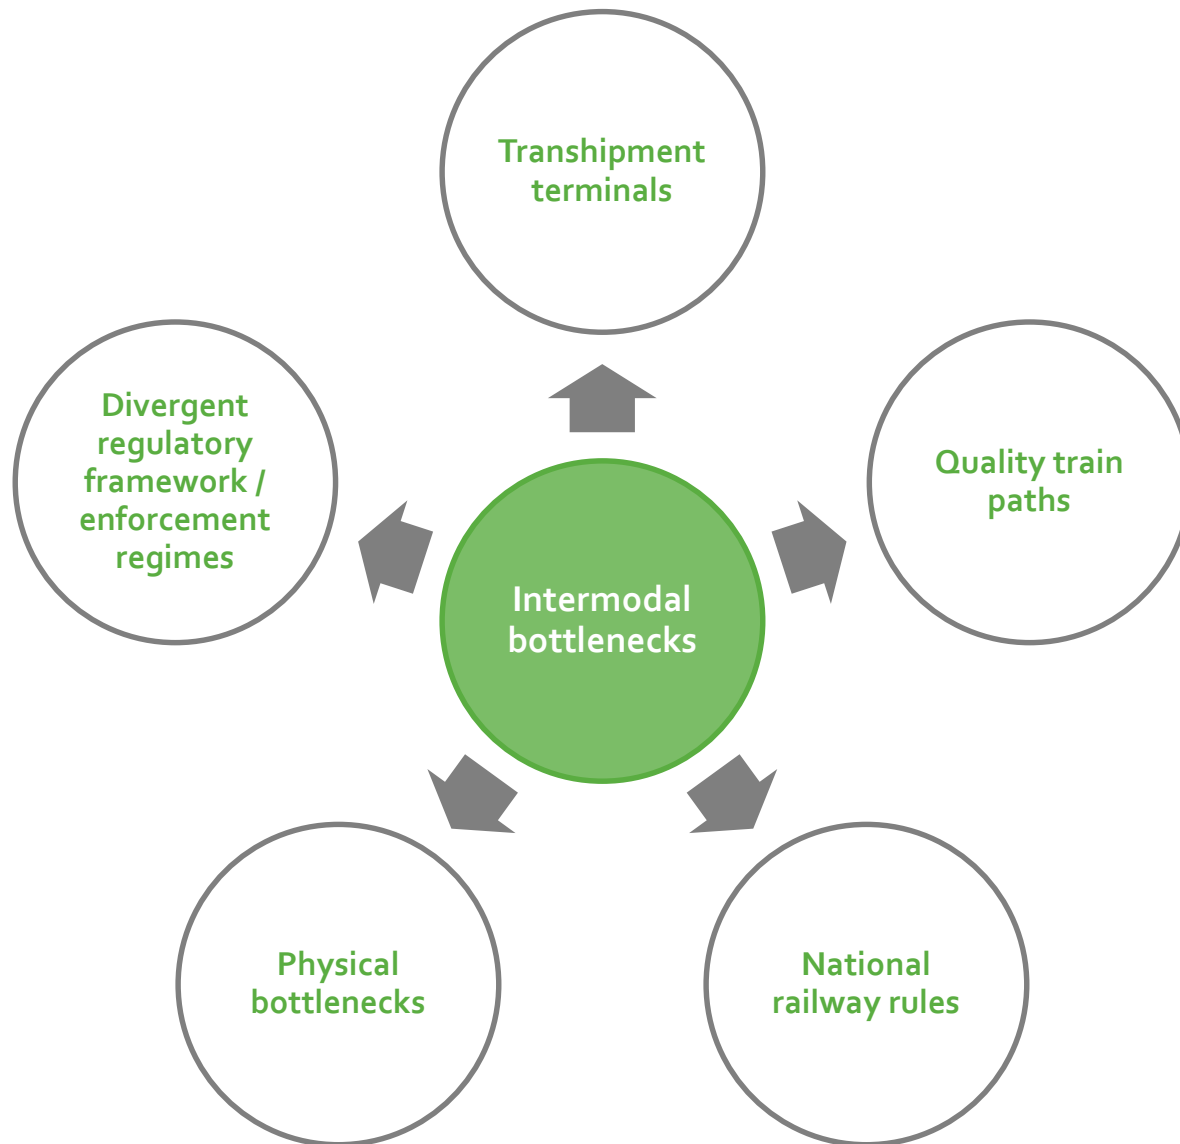 Transhipment
terminals
Divergent
regulatory
framework /
enforcement
regimes
Quality train
paths
Intermodal
bottlenecks
Physical
bottlenecks
National
railway rules